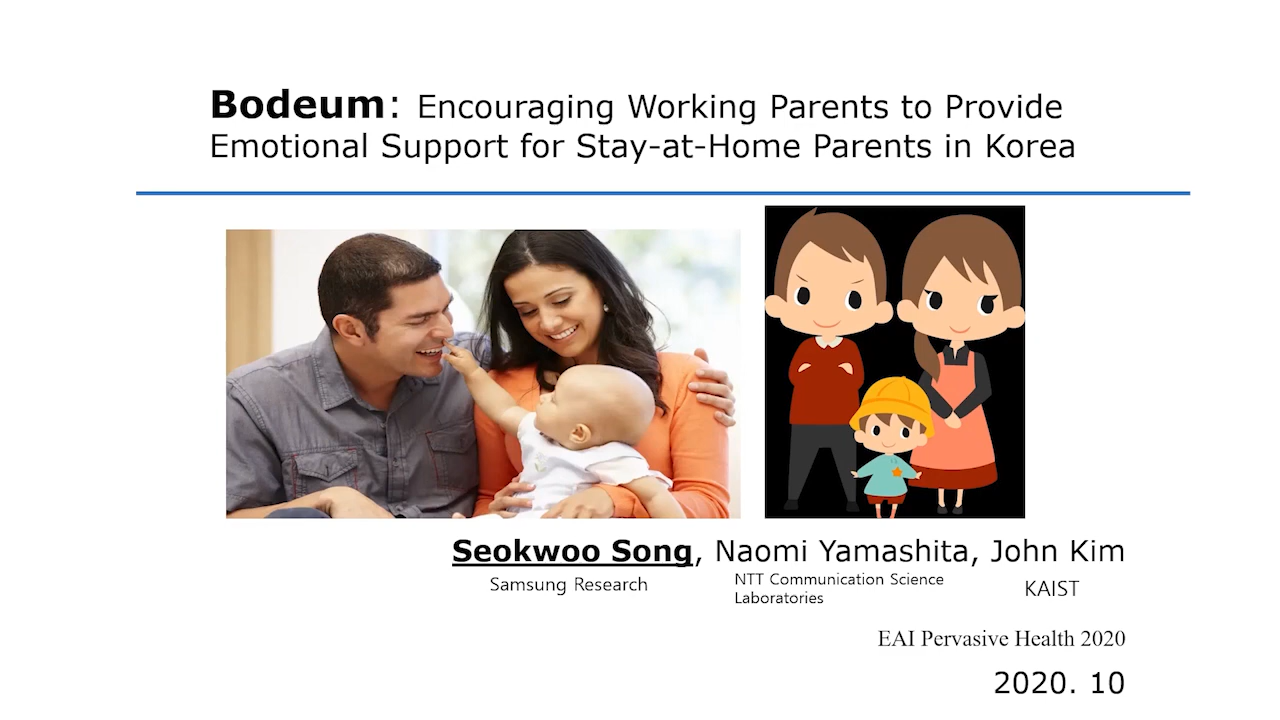 Bodeum: Encouraging Working Parents to Provide
Emotional Support for Stay-at-Home Parents in Korea
Seokwoo Song, Naomi Yamashita, John Kim
Samsung Research
NTT Communication Science
Laboratories
KAIST
EAI Pervasive Health 2020
2020. 10